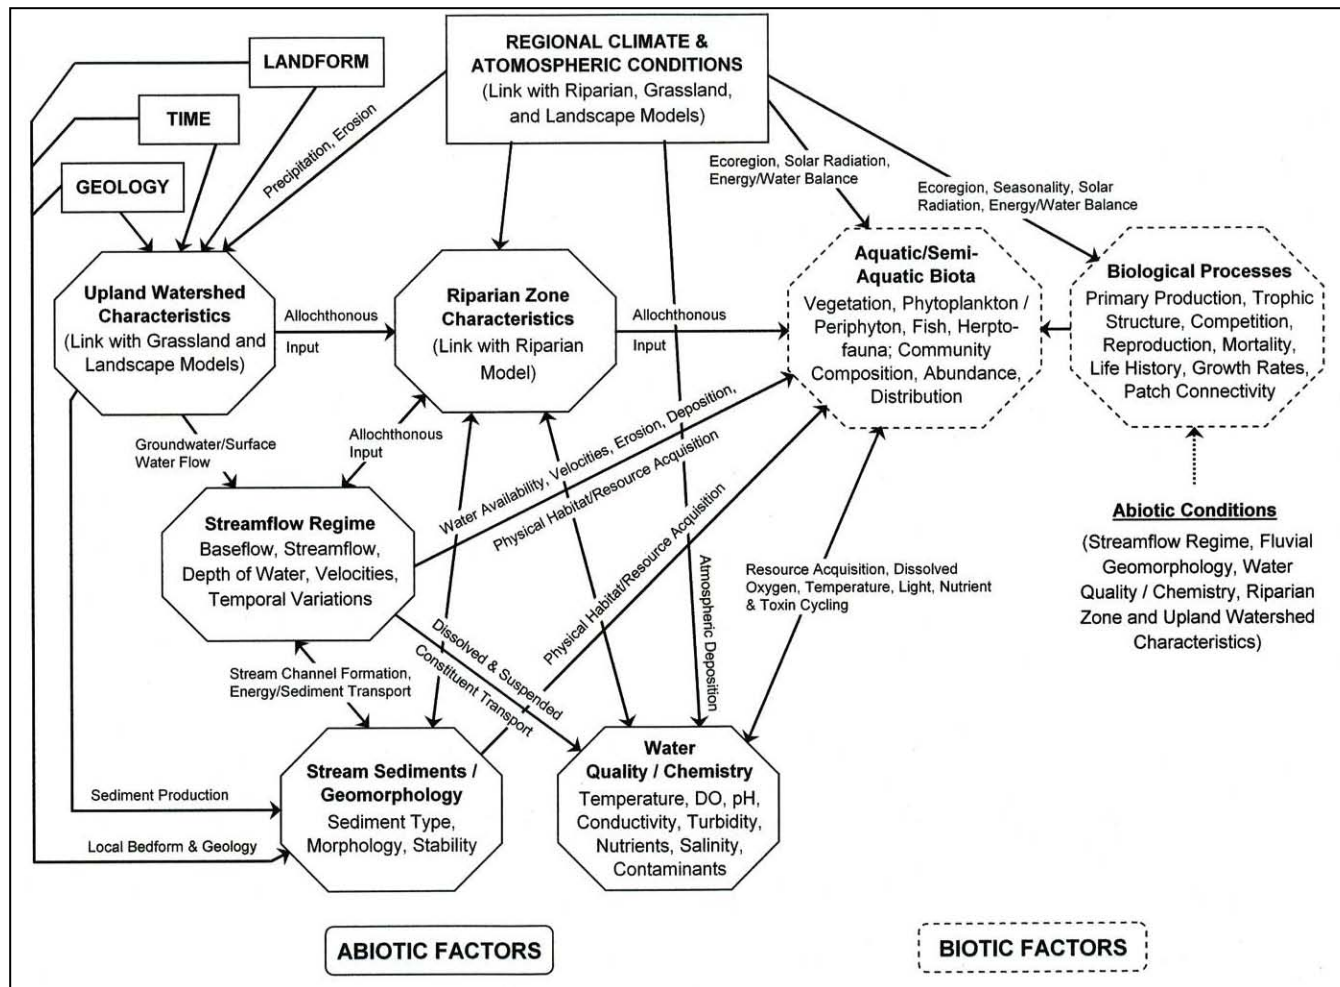 LANDFORM
TIME
GEOLOGY
REGIONAL CLIMATE &
ATOMOSPHERIC CONDITIONS
(Link with Riparian, Grassland,
and Landscape Models)
Precipitation, Erosion
Ecoregion, Solar Radiation,
Energy/Water Balance
Ecoregion, Seasonality, Solar
Radiation, Energy/Water Balance
Upland Watershed
Characteristics
(Link with Grassland and
Landscape Models)
Allochthonous
Input
Riparian Zone
Characteristics
(Link with Riparian
Model)
Allochthonous
Input
Aquatic/Semi-
Aquatic Biota
Vegetation, Phytoplankton /
Periphyton, Fish, Herpto-
fauna; Community
Composition, Abundance,
Distribution
Biological Processes
Primary Production, Trophic
Structure, Competition,
Reproduction, Mortality,
Life History, Growth Rates,
Patch Connectivity
Groundwater/Surface
Water Flow
Allochthonous
Input
Water Availability, Velocities, Erosion, Deposition,
Physical Habitat/Resource Acquisition
Streamflow Regime
Baseflow, Streamflow,
Depth of Water, Velocities,
Temporal Variations
Physical Habitat/Resource Acquisition
Atmospheric Deposition
Resource Acquisition, Dissolved
Oxygen, Temperature, Light, Nutrient
& Toxin Cycling
Abiotic Conditions
(Streamflow Regime, Fluvial
Geomorphology, Water
Quality / Chemistry, Riparian
Zone and Upland Watershed
Characteristics)
Dissolved & Suspended
Constituent Transport
Stream Channel Formation,
Energy/Sediment Transport
Stream Sediments /
Geomorphology
Sediment Type,
Morphology, Stability
Water
Quality / Chemistry
Temperature, DO, pH,
Conductivity, Turbidity,
Nutrients, Salinity,
Contaminants
Sediment Production
Local Bedform & Geology
ABIOTIC FACTORS
BIOTIC FACTORS